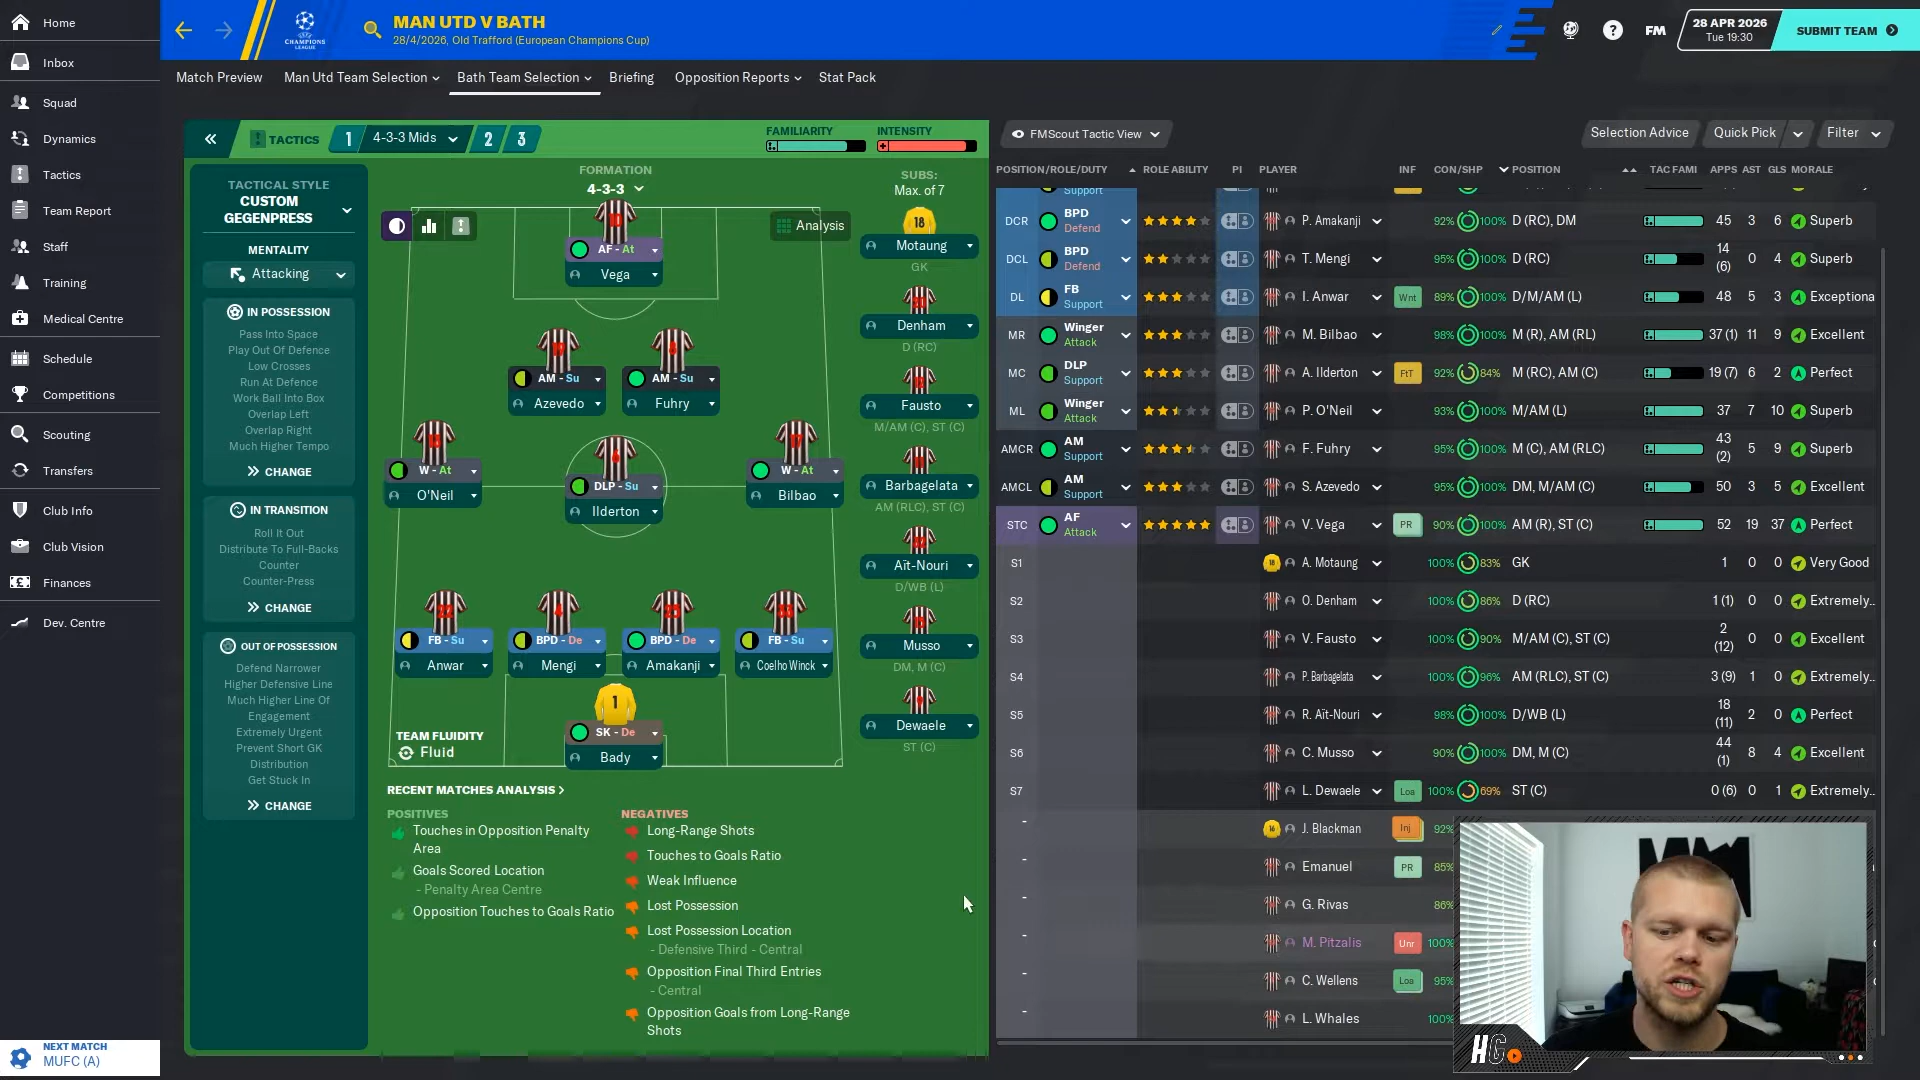 Home
Inbox
Squad
Dynamics
Tactics
Team Report
Staff
Training
Medical Centre
Schedule
Competitions
Scouting
Transfers
Club Info
Club Vision
Finances
Dev. Centre
NEXT MATCH
MUFC (A)
CHAMPIONS
LEAGUE
MAN UTD V BATH
28/4/2026, Old Trafford (European Champions Cup)
FM
28 APR 2026
Tue 19:30
SUBMIT TEAM
Match Preview
Man Utd Team Selection
Bath Team Selection
Briefing
Opposition Reports
Stat Pack
TACTICS
1
4-3-3 Mids
2
3
FAMILIARITY
INTENSITY
TACTICAL STYLE
CUSTOM
GEGENPRESS
MENTALITY
Attacking
IN POSSESSION
Pass Into Space
Play Out Of Defence
Low Crosses
Run At Defence
Work Ball Into Box
Overlap Left
Overlap Right
Much Higher Tempo
CHANGE
IN TRANSITION
Roll It Out
Distribute To Full-Backs
Counter
Counter-Press
CHANGE
OUT OF POSSESSION
Defend Narrower
Higher Defensive Line
Much Higher Line Of
Engagement
Extremely Urgent
Prevent Short GK
Distribution
Get Stuck In
CHANGE
FORMATION
4-3-3
Analysis
AF - At
Vega
AM - Su
Azevedo
AM - Su
Fuhry
W - At
O'Neil
DLP - Su
Ilderton
W - At
Bilbao
FB - Su
Anwar
BPD - De
Mengi
BPD - De
Amakanji
FB - Su
Coelho Winck
1
SK - De
Bady
TEAM FLUIDITY
Fluid
SUBS:
Max. of 7
18
Motaung
GK
Denham
D (RC)
Fausto
M/AM (C), ST (C)
Barbagelata
AM (RLC), ST (C)
Aït-Nouri
D/WB (L)
Musso
DM, M (C)
Dewaele
ST (C)
RECENT MATCHES ANALYSIS >
POSITIVES
Touches in Opposition Penalty
Area
Goals Scored Location
- Penalty Area Centre
Opposition Touches to Goals Ratio
NEGATIVES
Long-Range Shots
Touches to Goals Ratio
Weak Influence
Lost Possession
Lost Possession Location
- Defensive Third - Central
Opposition Final Third Entries
- Central
Opposition Goals from Long-Range
Shots
FMScout Tactic View
Selection Advice
Quick Pick
Filter
POSITION/ROLE/DUTY ROLE ABILITY PI PLAYER INF CON/SHP POSITION TAC FAMI APPS AST GLS MORALE
Support
DCR BPD Defend P. Amakanji 92% 100% D (RC), DM 45 3 6 Superb
DCL BPD Defend T. Mengi 95% 100% D (RC) 14 (6) 0 4 Superb
DL FB Support I. Anwar Wnt 89% 100% D/M/AM (L) 48 5 3 Exceptiona
MR Winger Attack M. Bilbao 98% 100% M (R), AM (RL) 37 (1) 11 9 Excellent
MC DLP Support A. Ilderton FtT 92% 84% M (RC), AM (C) 19 (7) 6 2 Perfect
ML Winger Attack P. O'Neil 93% 100% M/AM (L) 37 7 10 Superb
AMCR AM Support F. Fuhry 95% 100% M (C), AM (RLC) 43 (2) 5 9 Superb
AMCL AM Support S. Azevedo 95% 100% DM, M/AM (C) 50 3 5 Excellent
STC AF Attack V. Vega PR 90% 100% AM (R), ST (C) 52 19 37 Perfect
S1 A. Motaung 100% 83% GK 1 0 0 Very Good
S2 O. Denham 100% 86% D (RC) 1 (1) 0 0 Extremely...
S3 V. Fausto 100% 90% M/AM (C), ST (C) 2 (12) 0 0 Excellent
S4 P. Barbagelata 100% 96% AM (RLC), ST (C) 3 (9) 1 0 Extremely...
S5 R. Aït-Nouri 98% 100% D/WB (L) 18 (11) 2 0 Perfect
S6 C. Musso 90% 100% DM, M (C) 44 (1) 8 4 Excellent
S7 L. Dewaele Loa 100% 69% ST (C) 0 (6) 0 1 Extremely...
- J. Blackman Inj 92%
- Emanuel PR 85%
- G. Rivas 86%
- M. Pitzalis Unr 100%
- C. Wellens Loa 95%
- L. Whales 100%
HG